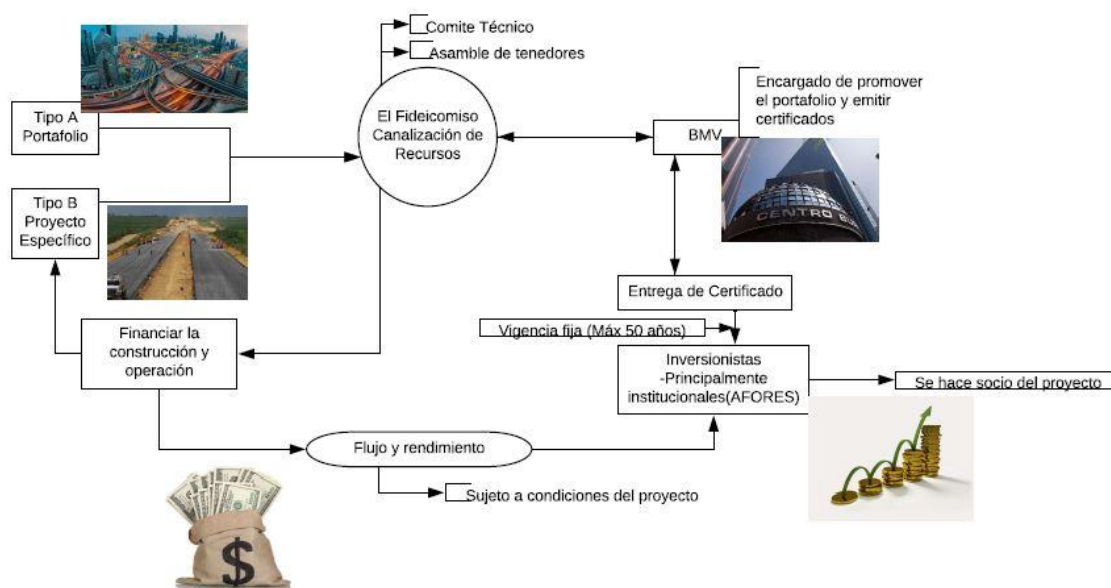 Comite Técnico
Asamble de tenedores
El Fideicomiso
Canalización de
Recursos
Tipo A
Portafolio
Tipo B
Proyecto
Específico
Encargado de promover
el portafolio y emitir
certificados
BMV
CENTRO
Entrega de Certificado
Vigencia fija (Máx 50 años)
Financiar la
construcción y
operación
Inversionistas
-Principalmente
institucionales(AFORES)
Se hace socio del proyecto
Flujo y rendimiento
Sujeto a condiciones del proyecto
$